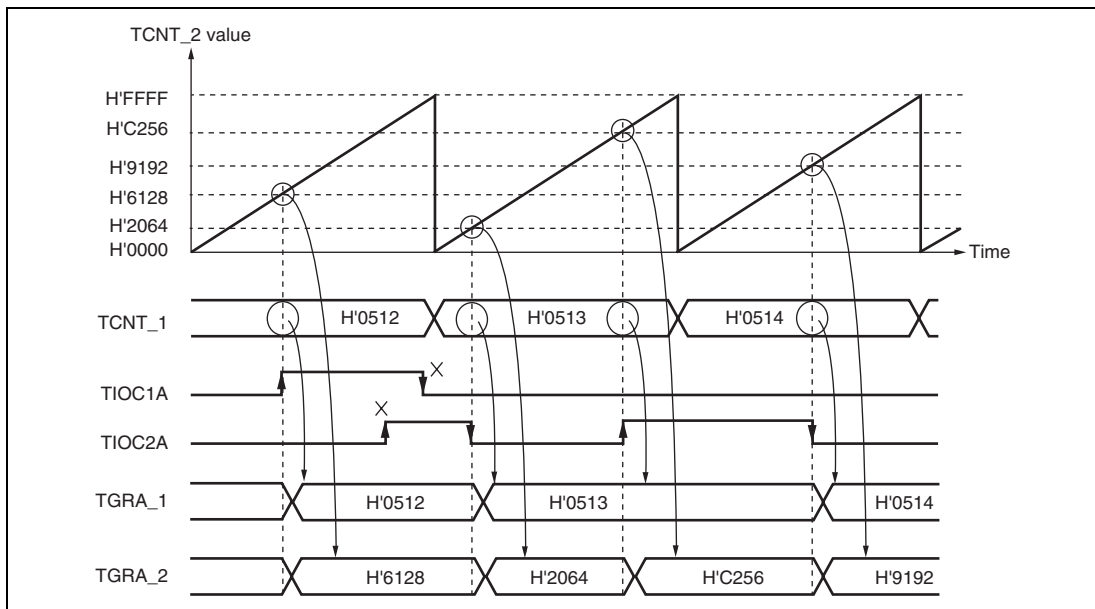 TCNT_2 value
H'FFFF
H'C256
H'9192
H'6128
H'2064
H'0000
Time
TCNT_1 H'0512 H'0513 H'0514
TIOC1A X
TIOC2A X
TGRA_1 H'0512 H'0513 H'0514
TGRA_2 H'6128 H'2064 H'C256 H'9192